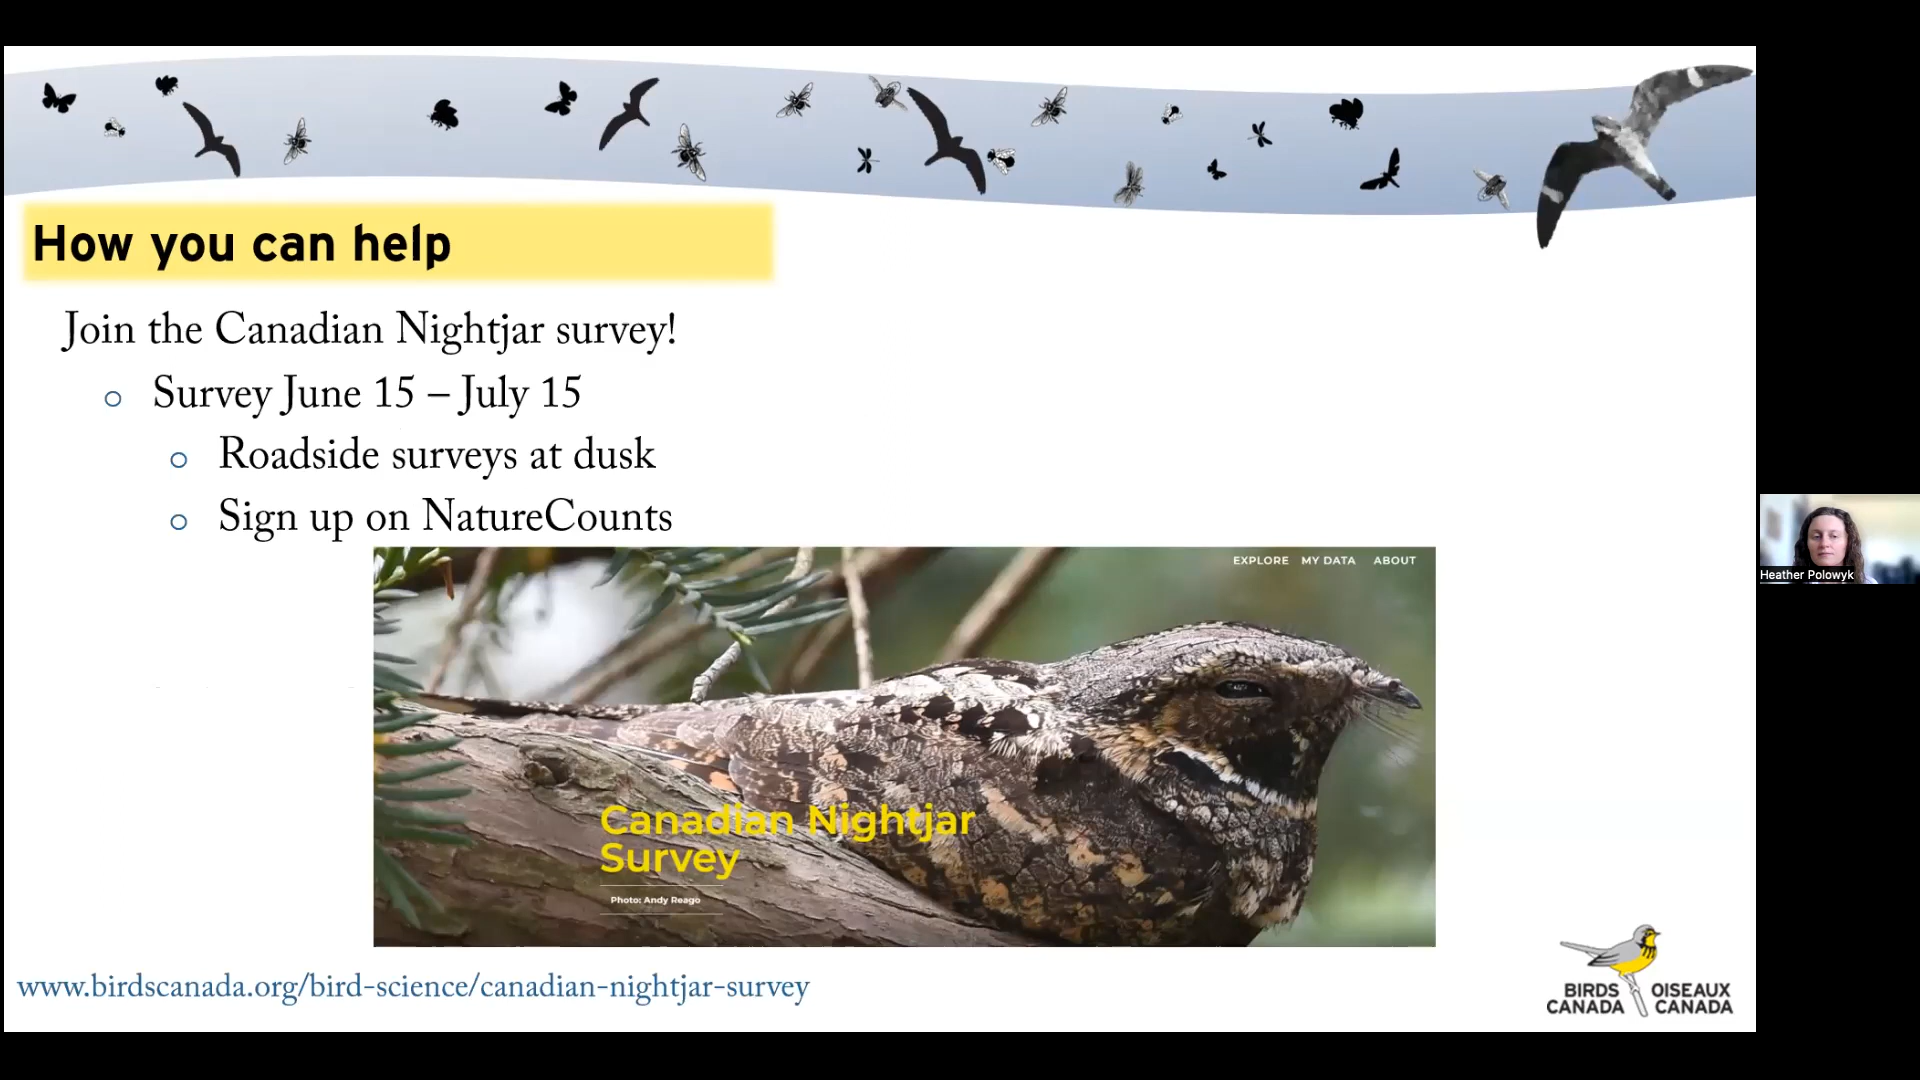 How you can help
Join the Canadian Nightjar survey!
Survey June 15 – July 15
Roadside surveys at dusk
Sign up on NatureCounts
EXPLORE MY DATA ABOUT
Canadian Nightjar
Survey
Photo: Andy Reago
www.birdscanada.org/bird-science/canadian-nightjar-survey
BIRDS OISEAUX
CANADA CANADA
Heather Polowyk